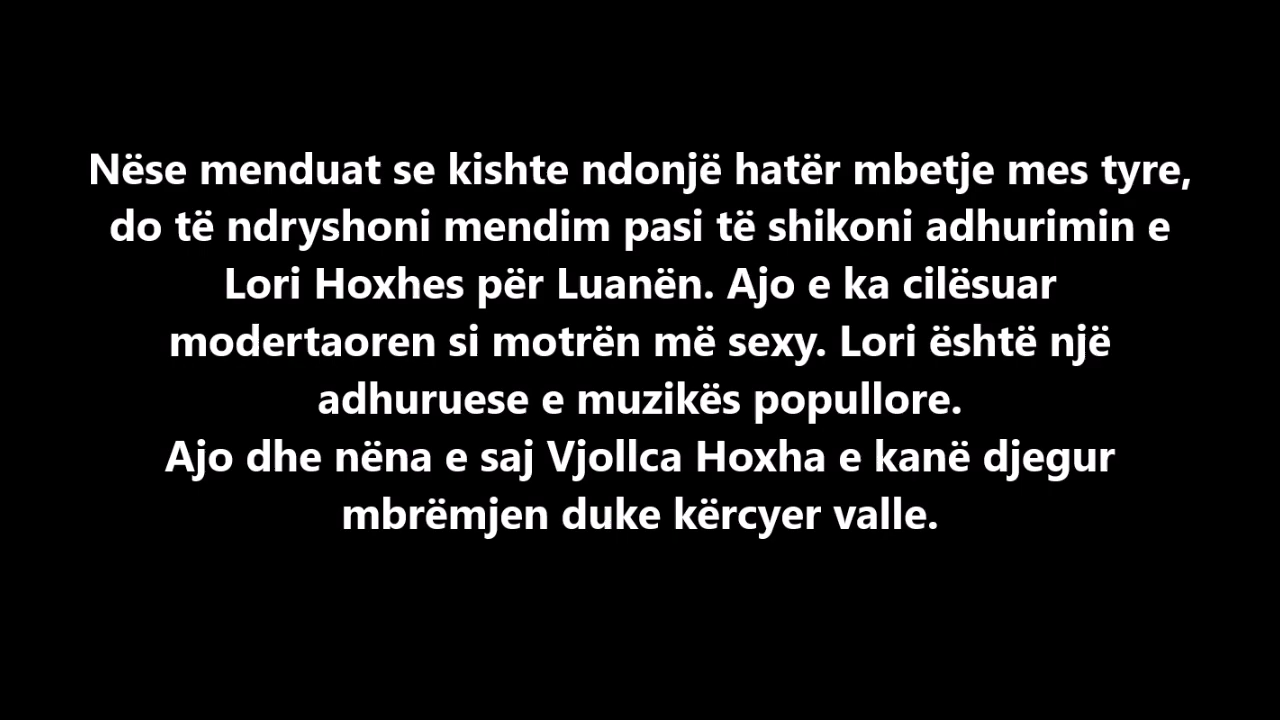 Nëse menduat se kishte ndonjë hatër mbetje mes tyre,
do të ndryshoni mendim pasi të shikoni adhurimin e
Lori Hoxhes për Luanën. Ajo e ka cilësuar
modertaoren si motrën më sexy. Lori është një
adhuruese e muzikës popullore.
Ajo dhe nëna e saj Vjollca Hoxha e kanë djegur
mbrëmjen duke kërcyer valle.